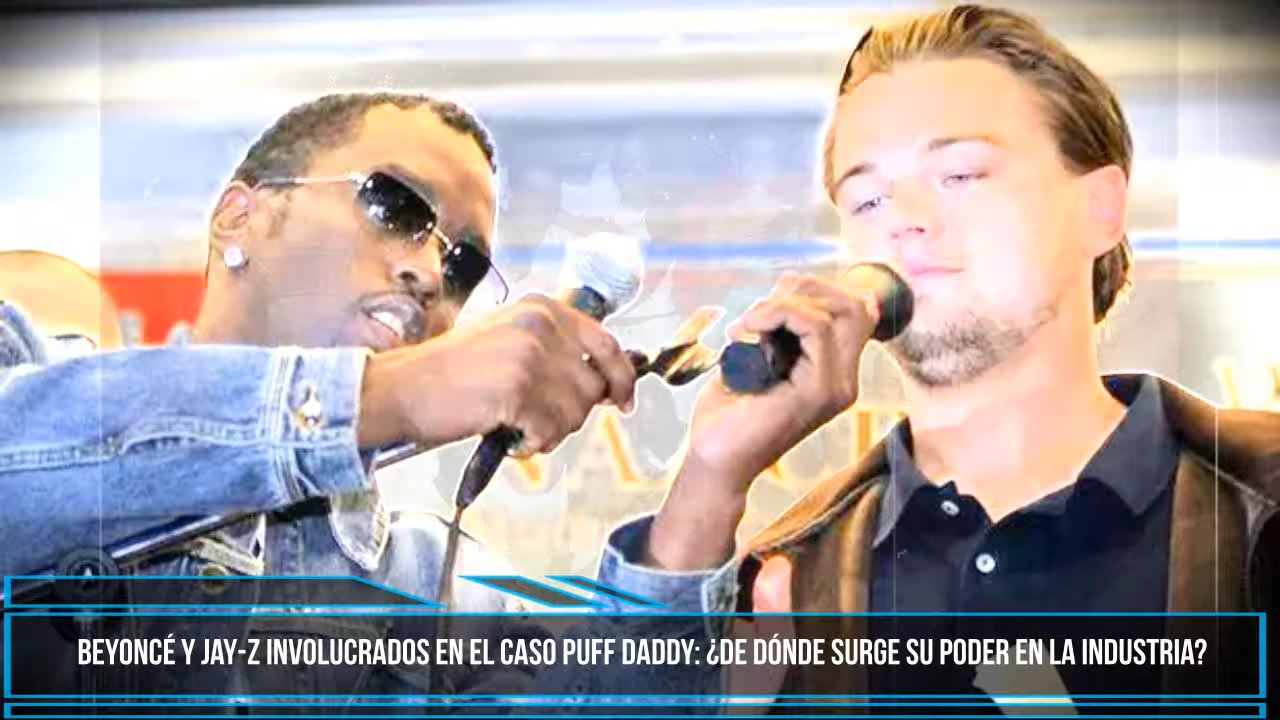 BEYONCÉ Y JAY-Z INVOLUCRADOS EN EL CASO PUFF DADDY: ¿DE DÓNDE SURGE SU PODER EN LA INDUSTRIA?